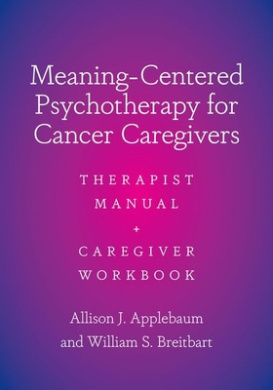 Meaning-Centered
Psychotherapy for
Cancer Caregivers
THERAPIST
MANUAL
+
CAREGIVER
WORKBOOK
Allison J. Applebaum
and William S. Breitbart